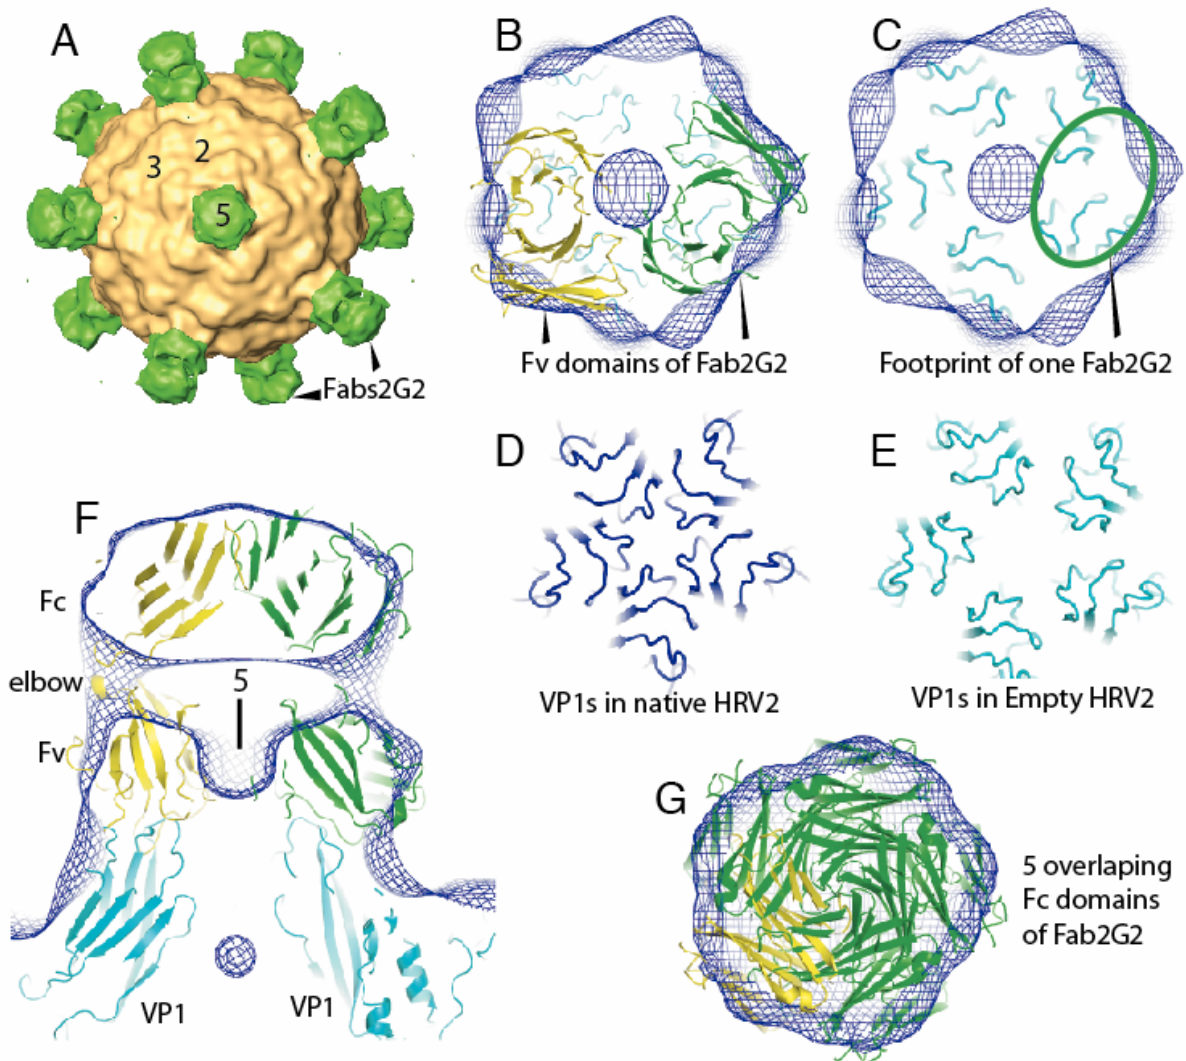 A
B
C
3
2
5
Fabs2G2
Fv domains of Fab2G2
Footprint of one Fab2G2
D
E
VP1s in native HRV2
VP1s in Empty HRV2
F
Fc
elbow
5
Fv
VP1
VP1
G
5 overlaping
Fc domains
of Fab2G2